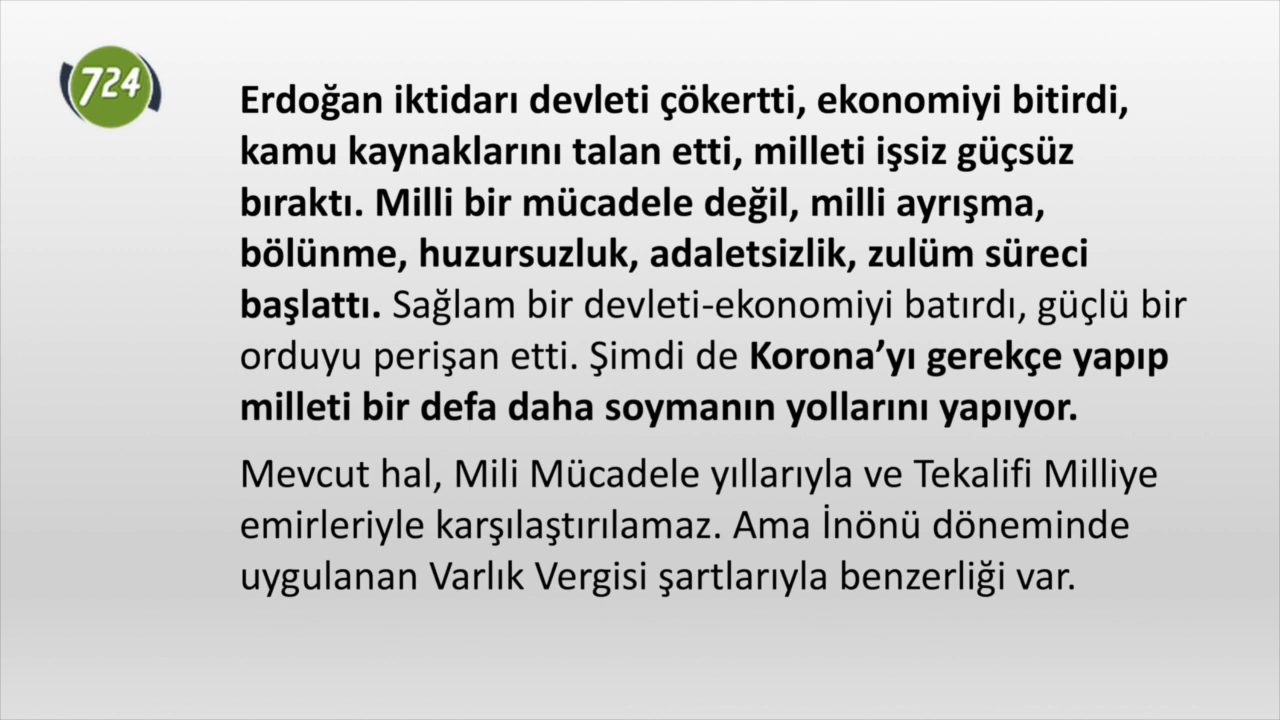 724
Erdoğan iktidarı devleti çökertti, ekonomiyi bitirdi,
kamu kaynaklarını talan etti, milleti işsiz güçsüz
bıraktı. Milli bir mücadele değil, milli ayrışma,
bölünme, huzursuzluk, adaletsizlik, zulüm süreci
başlattı. Sağlam bir devleti-ekonomiyi batırdı, güçlü bir
orduyu perişan etti. Şimdi de Korona’yı gerekçe yapıp
milleti bir defa daha soymanın yollarını yapıyor.
Mevcut hal, Mili Mücadele yıllarıyla ve Tekalifi Milliye
emirleriyle karşılaştırılamaz. Ama İnönü döneminde
uygulanan Varlık Vergisi şartlarıyla benzerliği var.